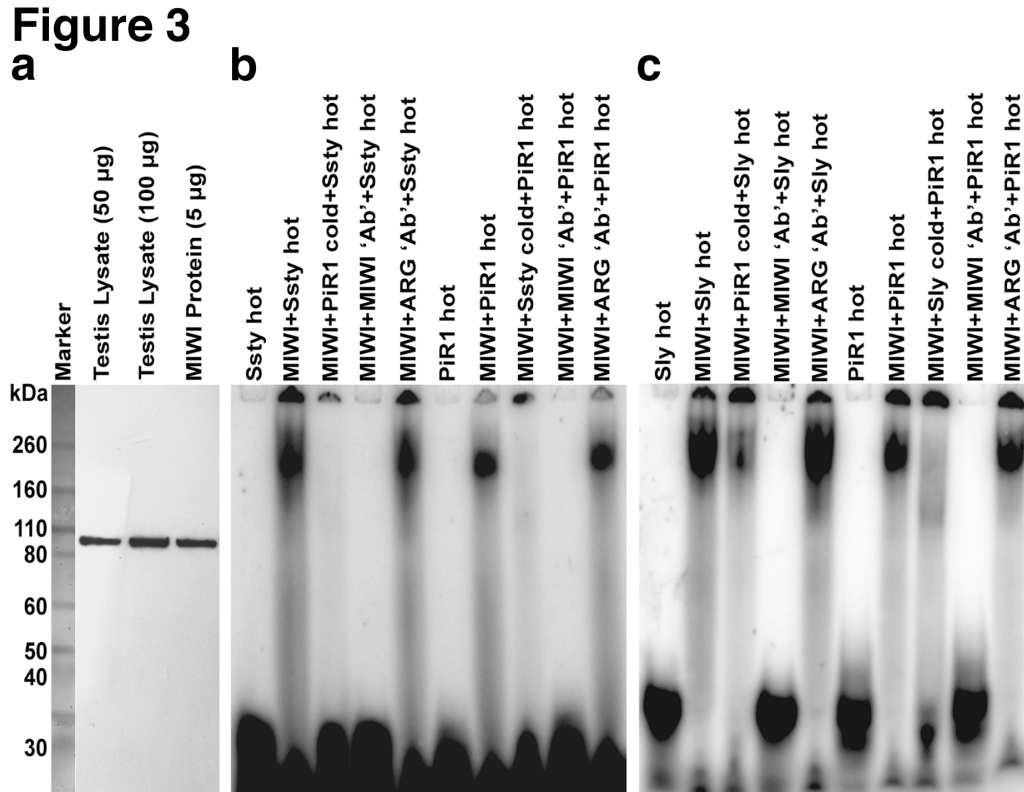 Figure 3
a
Marker
Testis Lysate (50 µg)
Testis Lysate (100 µg)
MIWI Protein (5 µg)
kDa
260
160
110
80
60
50
40
30
b
Ssty hot
MIWI+Ssty hot
MIWI+PiR1 cold+Ssty hot
MIWI+MIWI ‘Ab’+Ssty hot
MIWI+ARG ‘Ab’+Ssty hot
PiR1 hot
MIWI+PiR1 hot
MIWI+Ssty cold+PiR1 hot
MIWI+MIWI ‘Ab’+PiR1 hot
MIWI+ARG ‘Ab’+PiR1 hot
c
Sly hot
MIWI+Sly hot
MIWI+PiR1 cold+Sly hot
MIWI+MIWI ‘Ab’+Sly hot
MIWI+ARG ‘Ab’+Sly hot
PiR1 hot
MIWI+PiR1 hot
MIWI+Sly cold+PiR1 hot
MIWI+MIWI ‘Ab’+PiR1 hot
MIWI+ARG ‘Ab’+PiR1 hot